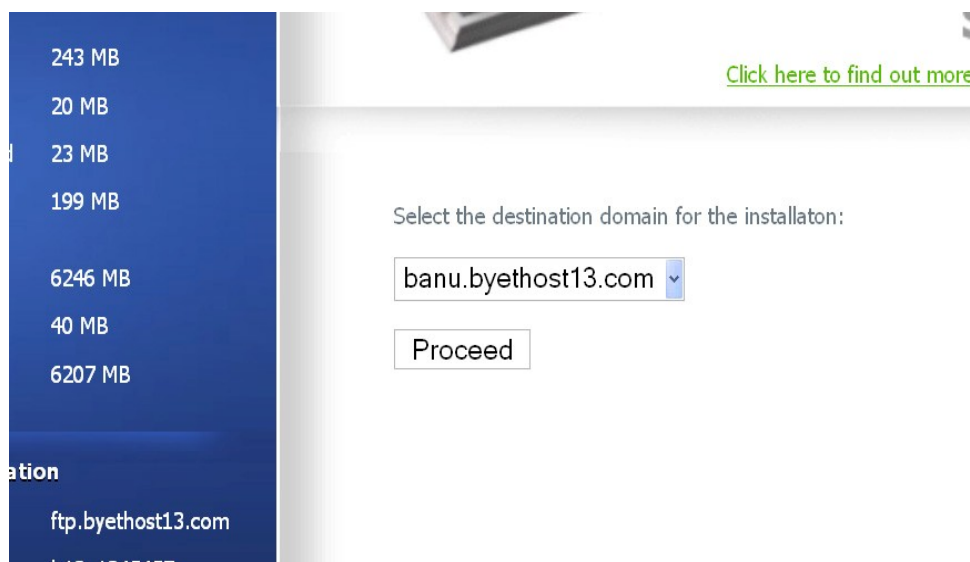 243 MB
20 MB
23 MB
199 MB
6246 MB
40 MB
6207 MB
ation
ftp.byethost13.com
Click here to find out more
Select the destination domain for the installaton:
banu.byethost13.com
Proceed